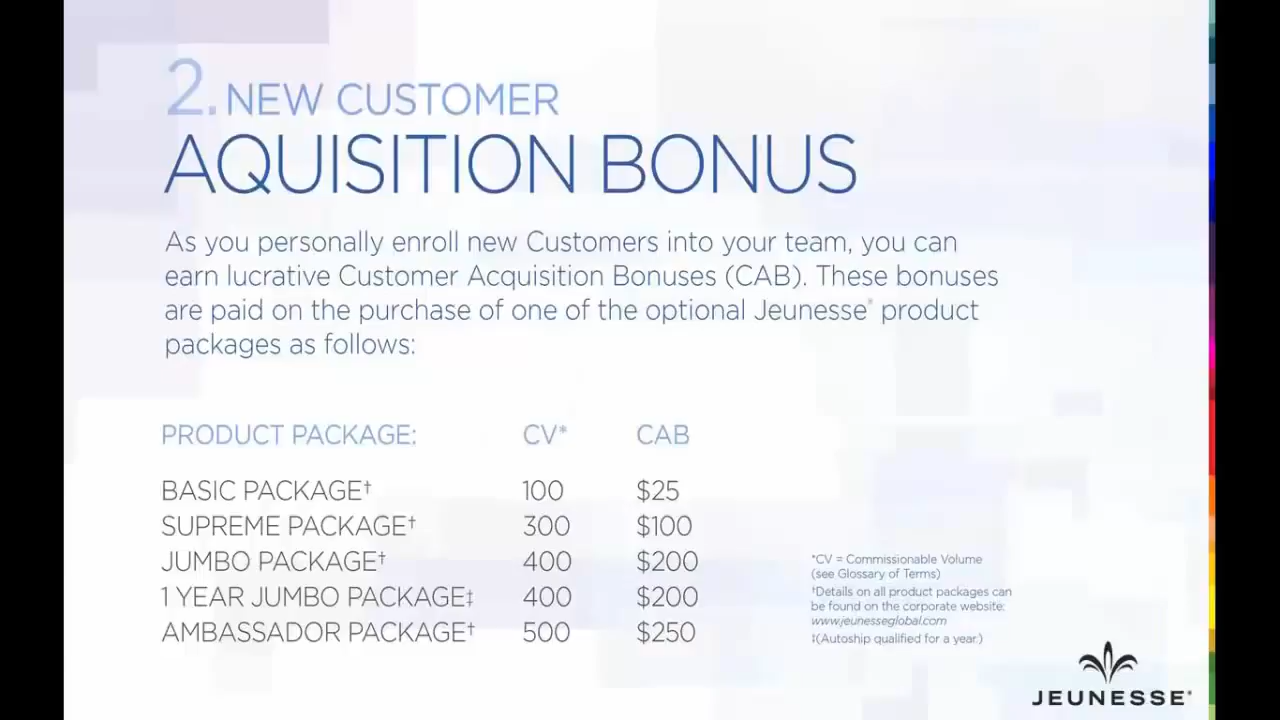 2. NEW CUSTOMER
AQUISITION BONUS
As you personally enroll new Customers into your team, you can
earn lucrative Customer Acquisition Bonuses (CAB). These bonuses
are paid on the purchase of one of the optional Jeunesse® product
packages as follows:
PRODUCT PACKAGE: CV* CAB
BASIC PACKAGE† 100 $25
SUPREME PACKAGE† 300 $100
JUMBO PACKAGE† 400 $200
1 YEAR JUMBO PACKAGE‡ 400 $200
AMBASSADOR PACKAGE† 500 $250
*CV = Commissionable Volume
(see Glossary of Terms)
†Details on all product packages can
be found on the corporate website:
www.jeunesseglobal.com
‡(Autoship qualified for a year.)
JEUNESSE®